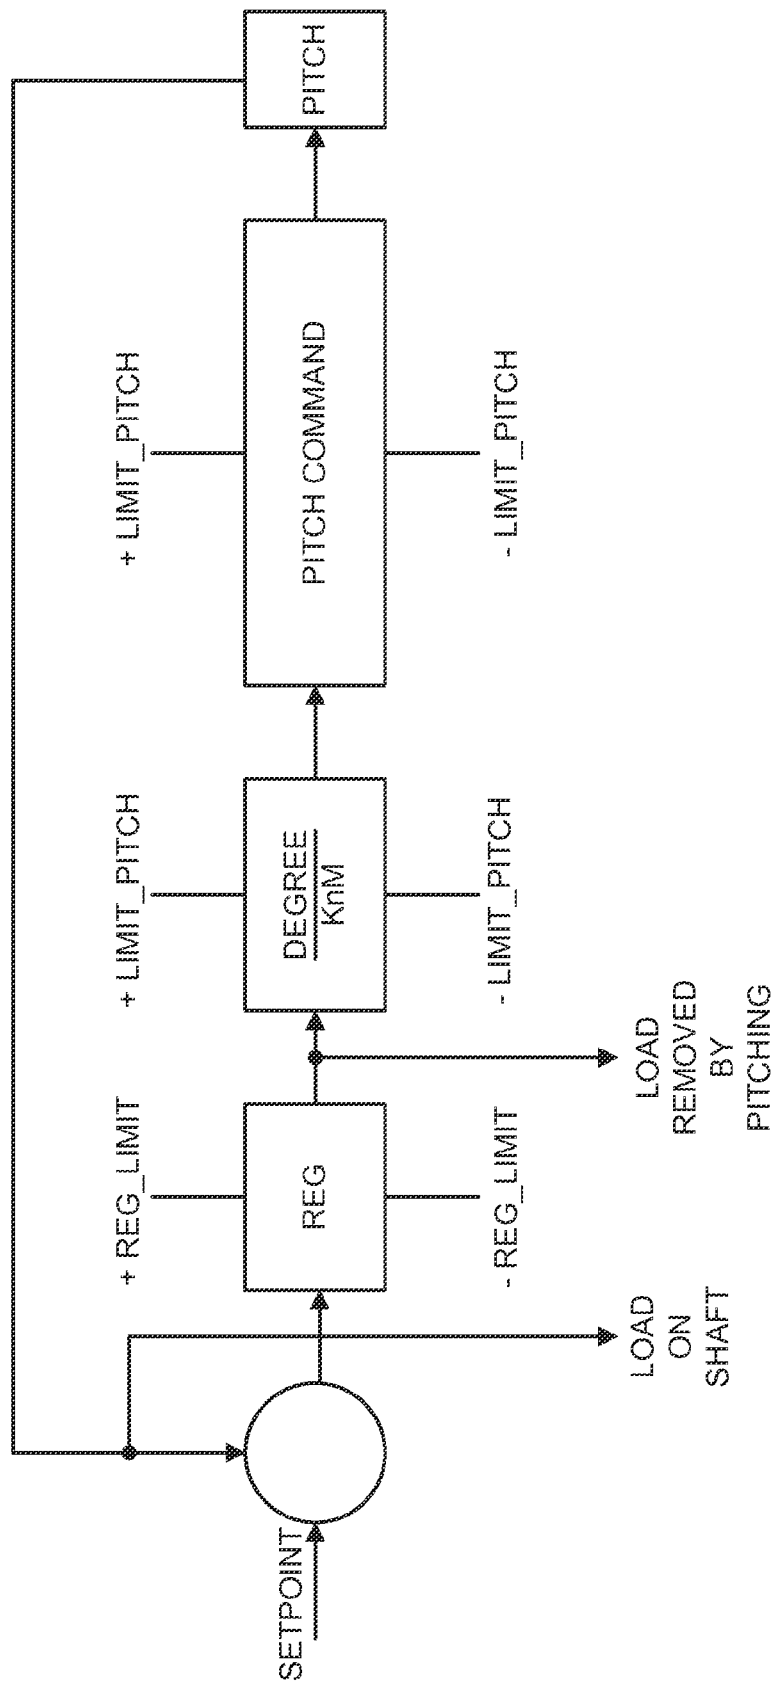 SETPOINT
LOAD
ON
SHAFT
+ REG_LIMIT
REG
- REG_LIMIT
LOAD
REMOVED
BY
PITCHING
+ LIMIT_PITCH
DEGREE
KnM
- LIMIT_PITCH
+ LIMIT_PITCH
PITCH COMMAND
- LIMIT_PITCH
PITCH